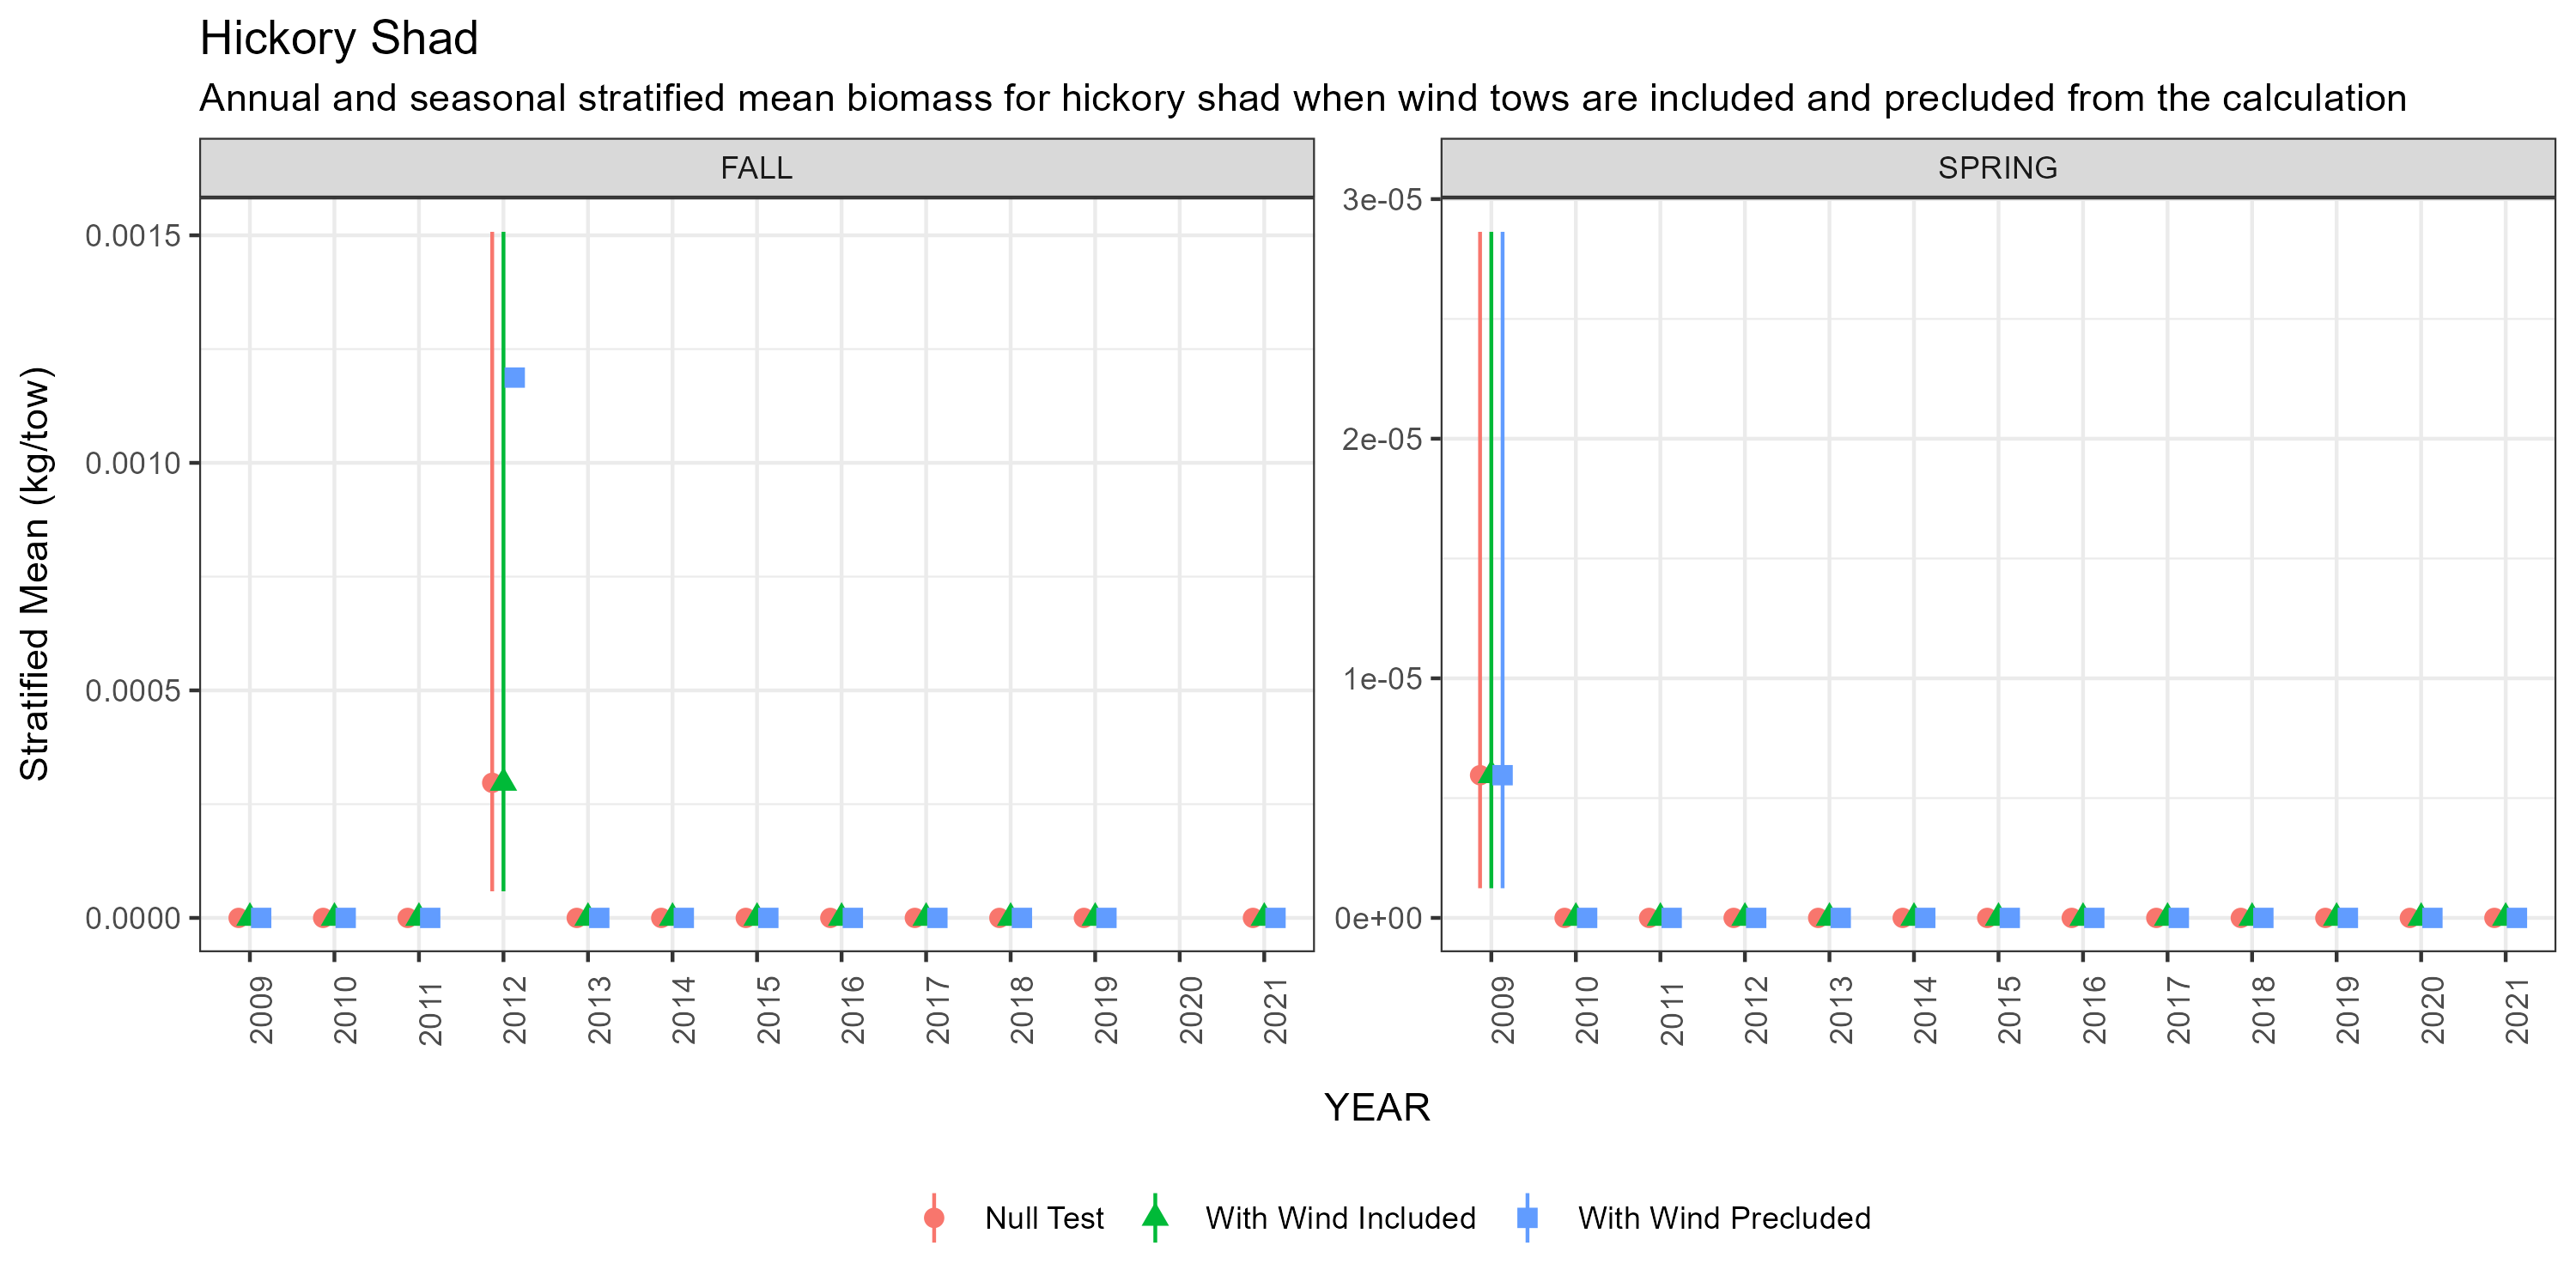 Hickory Shad
Annual and seasonal stratified mean biomass for hickory shad when wind tows are included and precluded from the calculation
FALL
SPRING
Stratified Mean (kg/tow)
0.0015
0.0010
0.0005
0.0000
3e-05
2e-05
1e-05
0e+00
2009 2010 2011 2012 2013 2014 2015 2016 2017 2018 2019 2020 2021
2009 2010 2011 2012 2013 2014 2015 2016 2017 2018 2019 2020 2021
YEAR
Null Test With Wind Included With Wind Precluded